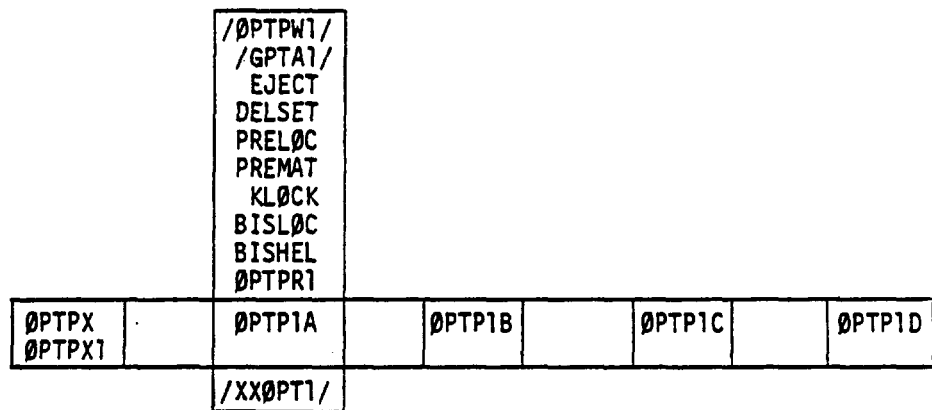 /ØPTPW1/
/GPTA1/
EJECT
DELSET
PRELØC
PREMAT
KLØCK
BISLØC
BISHEL
ØPTPR1
ØPTPX ØPTP1A ØPTP1B ØPTP1C ØPTP1D
ØPTPX1
/XXØPT1/